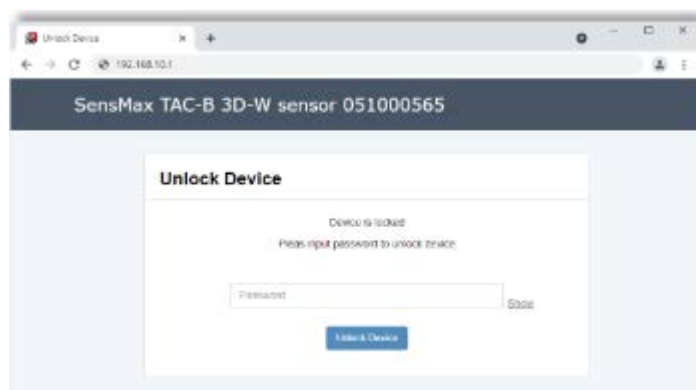 Unlock Device
192.168.10.1
SensMax TAC-B 3D-W sensor 051000565
Unlock Device
Device is locked
Pleas input password to unlock device
Password
Show
Unlock Device